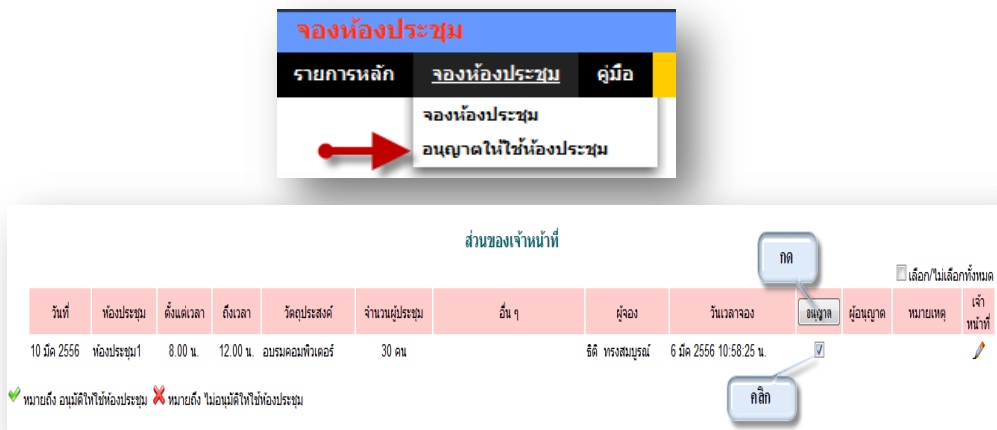 จองห้องประชุม
รายการหลัก จองห้องประชุม คู่มือ
จองห้องประชุม
อนุญาตให้ใช้ห้องประชุม
ส่วนของเจ้าหน้าที่
กด
เลือก/ไม่เลือกทั้งหมด
วันที่ ห้องประชุม ตั้งแต่เวลา ถึงเวลา วัตถุประสงค์ จำนวนผู้ประชุม อื่น ๆ ผู้จอง วันเวลาจอง อนุญาต ผู้อนุญาต หมายเหตุ เจ้า
หน้าที่
10 มีค 2556 ห้องประชุม1 8.00 น. 12.00 น. อบรมคอมพิวเตอร์ 30 คน ธิติ ทรงสมบูรณ์ 6 มีค 2556 10:58:25 น.
คลิก
หมายถึง อนุมัติให้ใช้ห้องประชุม หมายถึง ไม่อนุมัติให้ใช้ห้องประชุม